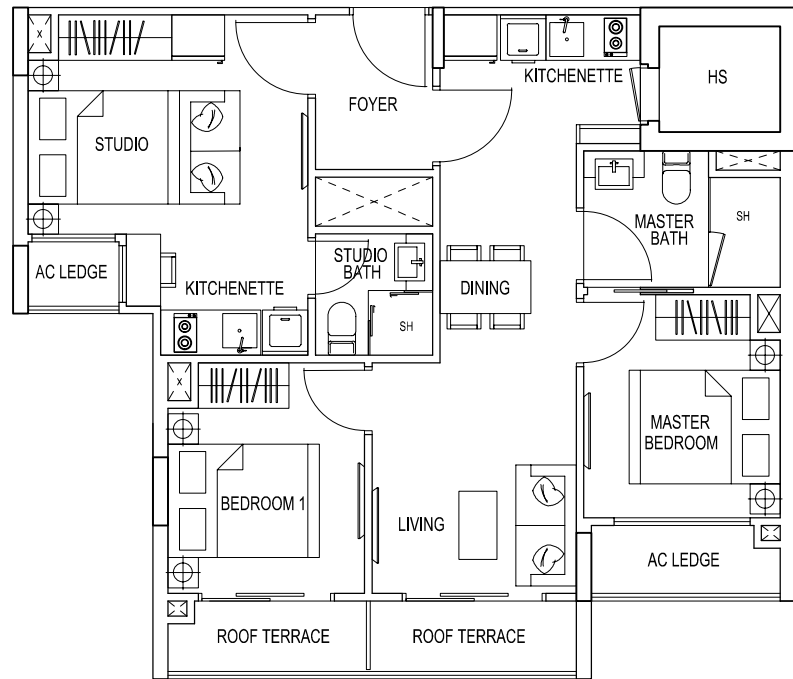 X
KITCHENETTE
HS
FOYER
STUDIO
MASTER
BATH
SH
STUDIO
BATH
AC LEDGE
KITCHENETTE
DINING
SH
X
MASTER
BEDROOM
BEDROOM 1
LIVING
AC LEDGE
ROOF TERRACE
ROOF TERRACE